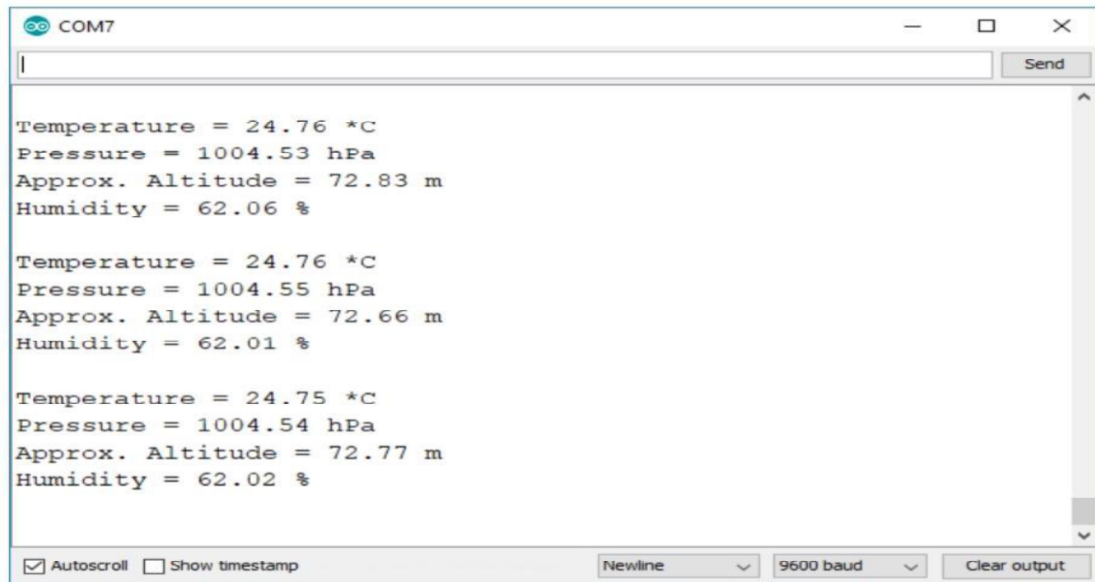 COM7
Send
Temperature = 24.76 *C
Pressure = 1004.53 hPa
Approx. Altitude = 72.83 m
Humidity = 62.06 %
Temperature = 24.76 *C
Pressure = 1004.55 hPa
Approx. Altitude = 72.66 m
Humidity = 62.01 %
Temperature = 24.75 *C
Pressure = 1004.54 hPa
Approx. Altitude = 72.77 m
Humidity = 62.02 %
Autoscroll Show timestamp Newline 9600 baud Clear output